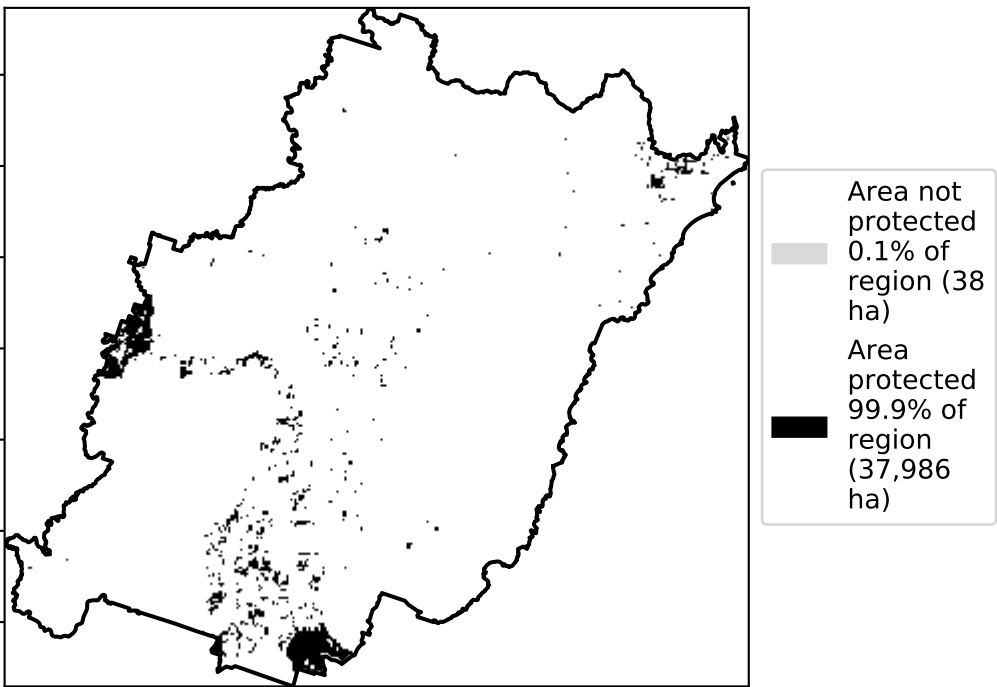 Area not
protected
0.1% of
region (38
ha)
Area
protected
99.9% of
region
(37,986
ha)